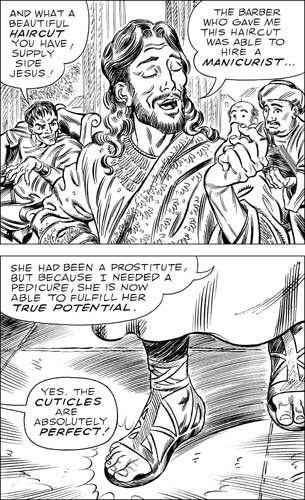 AND WHAT A
BEAUTIFUL
HAIRCUT
YOU HAVE,
SUPPLY
SIDE
JESUS!
THE BARBER
WHO GAVE ME
THIS HAIRCUT
WAS ABLE TO
HIRE A
MANICURIST...
SHE HAD BEEN A PROSTITUTE,
BUT BECAUSE I NEEDED A
PEDICURE, SHE IS NOW
ABLE TO FULFILL HER
TRUE POTENTIAL.
YES. THE
CUTICLES
ARE
ABSOLUTELY
PERFECT!